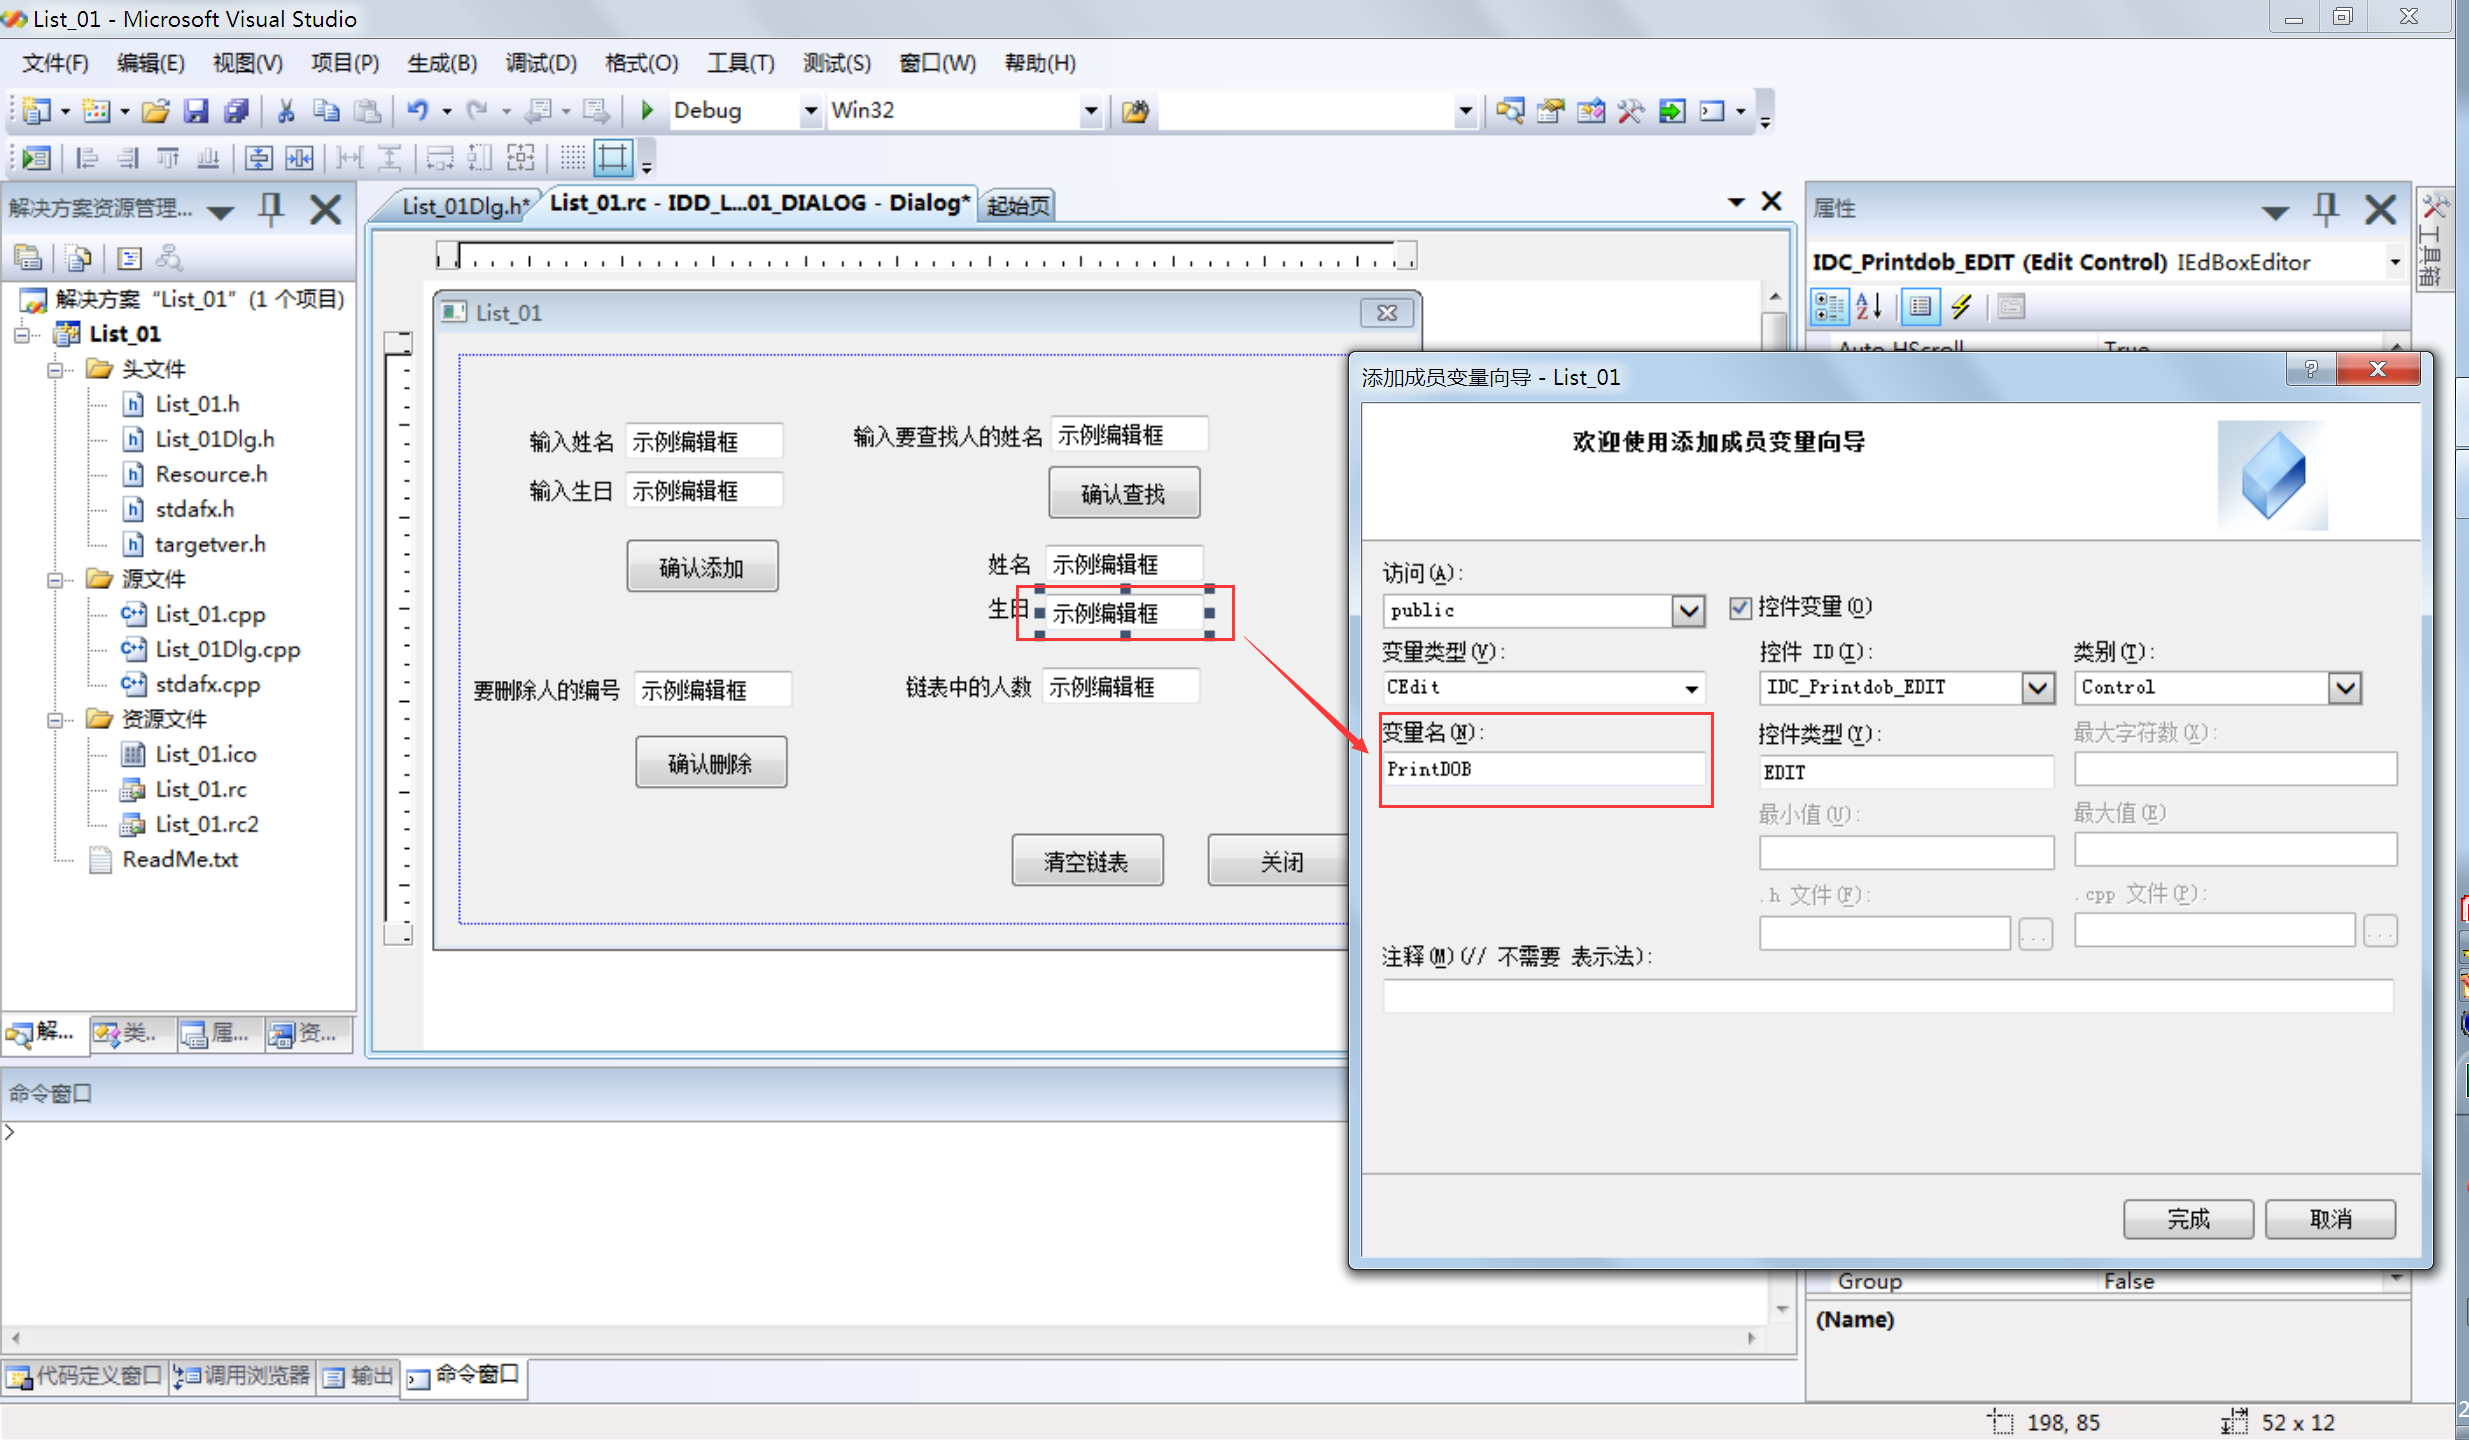 List_01 - Microsoft Visual Studio
文件(F) 编辑(E) 视图(V) 项目(P) 生成(B) 调试(D) 格式(O) 工具(T) 测试(S) 窗口(W) 帮助(H)
Debug Win32
解决方案资源管理...
List_01Dlg.h* List_01.rc - IDD_L...01_DIALOG - Dialog* 起始页
解决方案 “List_01” (1 个项目)
List_01
头文件
List_01.h
List_01Dlg.h
Resource.h
stdafx.h
targetver.h
源文件
List_01.cpp
List_01Dlg.cpp
stdafx.cpp
资源文件
List_01.ico
List_01.rc
List_01.rc2
ReadMe.txt
解... 类.. 属... 资...
List_01
输入姓名 示例编辑框
输入生日 示例编辑框
确认添加
要删除人的编号 示例编辑框
确认删除
输入要查找人的姓名 示例编辑框
确认查找
姓名 示例编辑框
生日 示例编辑框
链表中的人数 示例编辑框
清空链表 关闭
属性
工具箱
IDC_Printdob_EDIT (Edit Control) IEdBoxEditor
Auto HScroll True
添加成员变量向导 - List_01
欢迎使用添加成员变量向导
访问(A):
public
控件变量(O)
变量类型(V):
CEdit
控件 ID(I):
IDC_Printdob_EDIT
类别(T):
Control
变量名(N):
PrintDOB
控件类型(Y):
EDIT
最大字符数(X):
最小值(U):
最大值(E)
.h 文件(F):
...
.cpp 文件(P):
...
注释(M)(// 不需要 表示法):
完成 取消
Group False
(Name)
命令窗口
>
代码定义窗口 调用浏览器 输出 命令窗口
198, 85 52 x 12